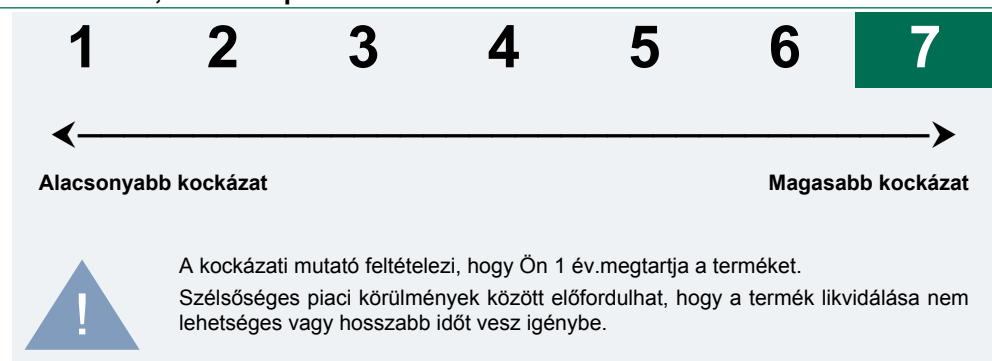 1 2 3 4 5 6 7
Alacsonyabb kockázat Magasabb kockázat
! A kockázati mutató feltételezi, hogy Ön 1 év.megtartja a terméket.
Szélsőséges piaci körülmények között előfordulhat, hogy a termék likvidálása nem
lehetséges vagy hosszabb időt vesz igénybe.